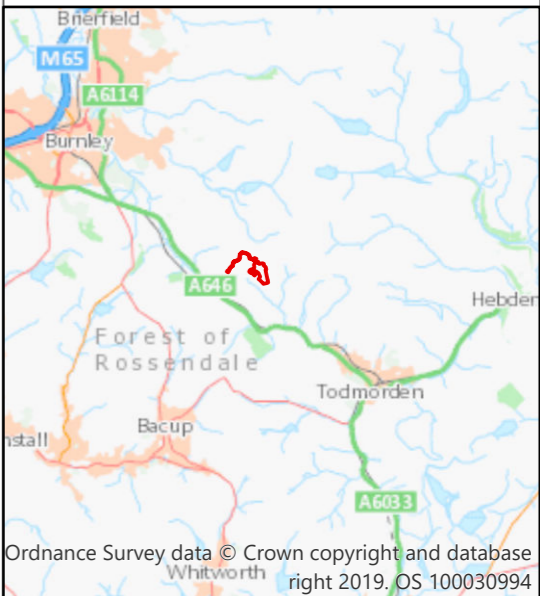 Brierfield
M65
A6114
Burnley
A646
Hebden
Forest of
Rossendale
Todmorden
Bacup
nstall
A6033
Ordnance Survey data © Crown copyright and database
Whitworth
right 2019. OS 100030994